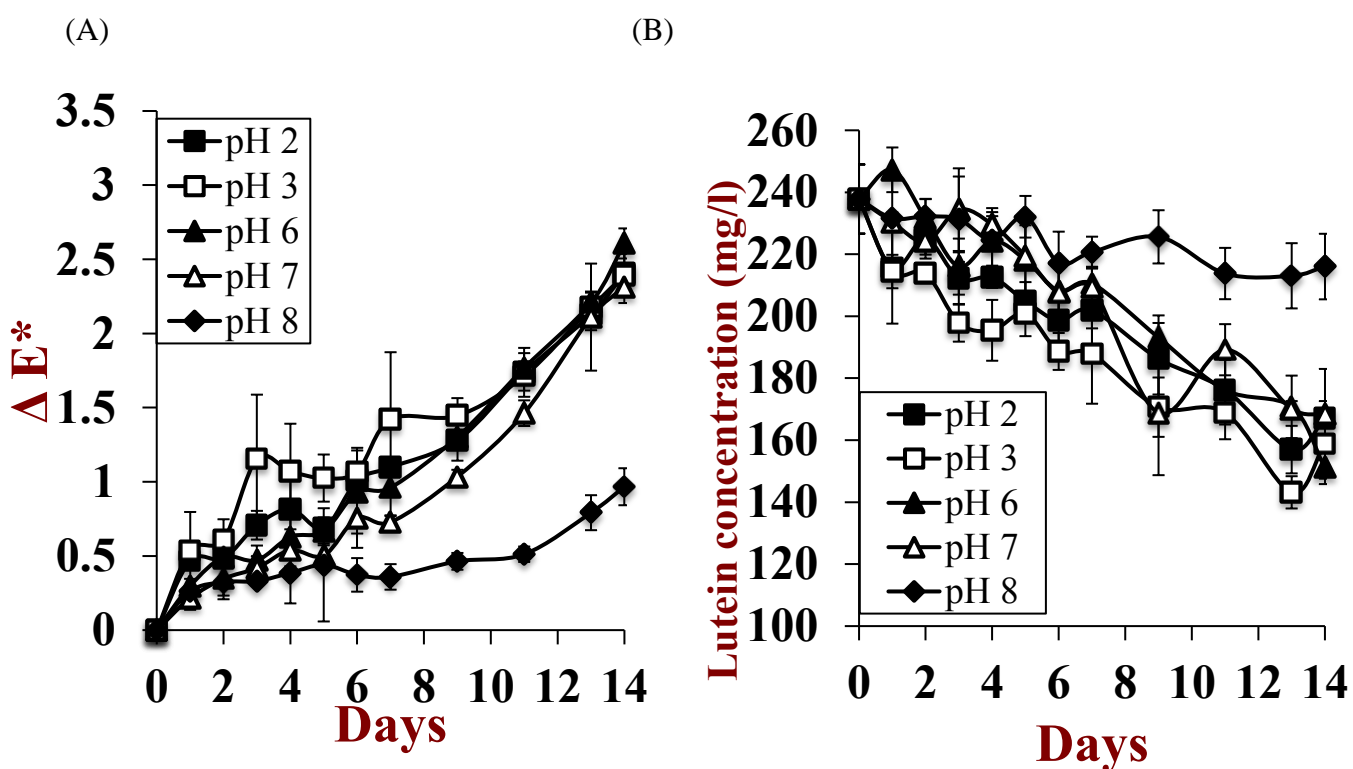 (A)
(B)
Δ E*
3.5
3
2.5
2
1.5
1
0.5
0
pH 2
pH 3
pH 6
pH 7
pH 8
0 2 4 6 8 10 12 14
Days
Lutein concentration (mg/l)
260
240
220
200
180
160
140
120
100
pH 2
pH 3
pH 6
pH 7
pH 8
0 2 4 6 8 10 12 14
Days